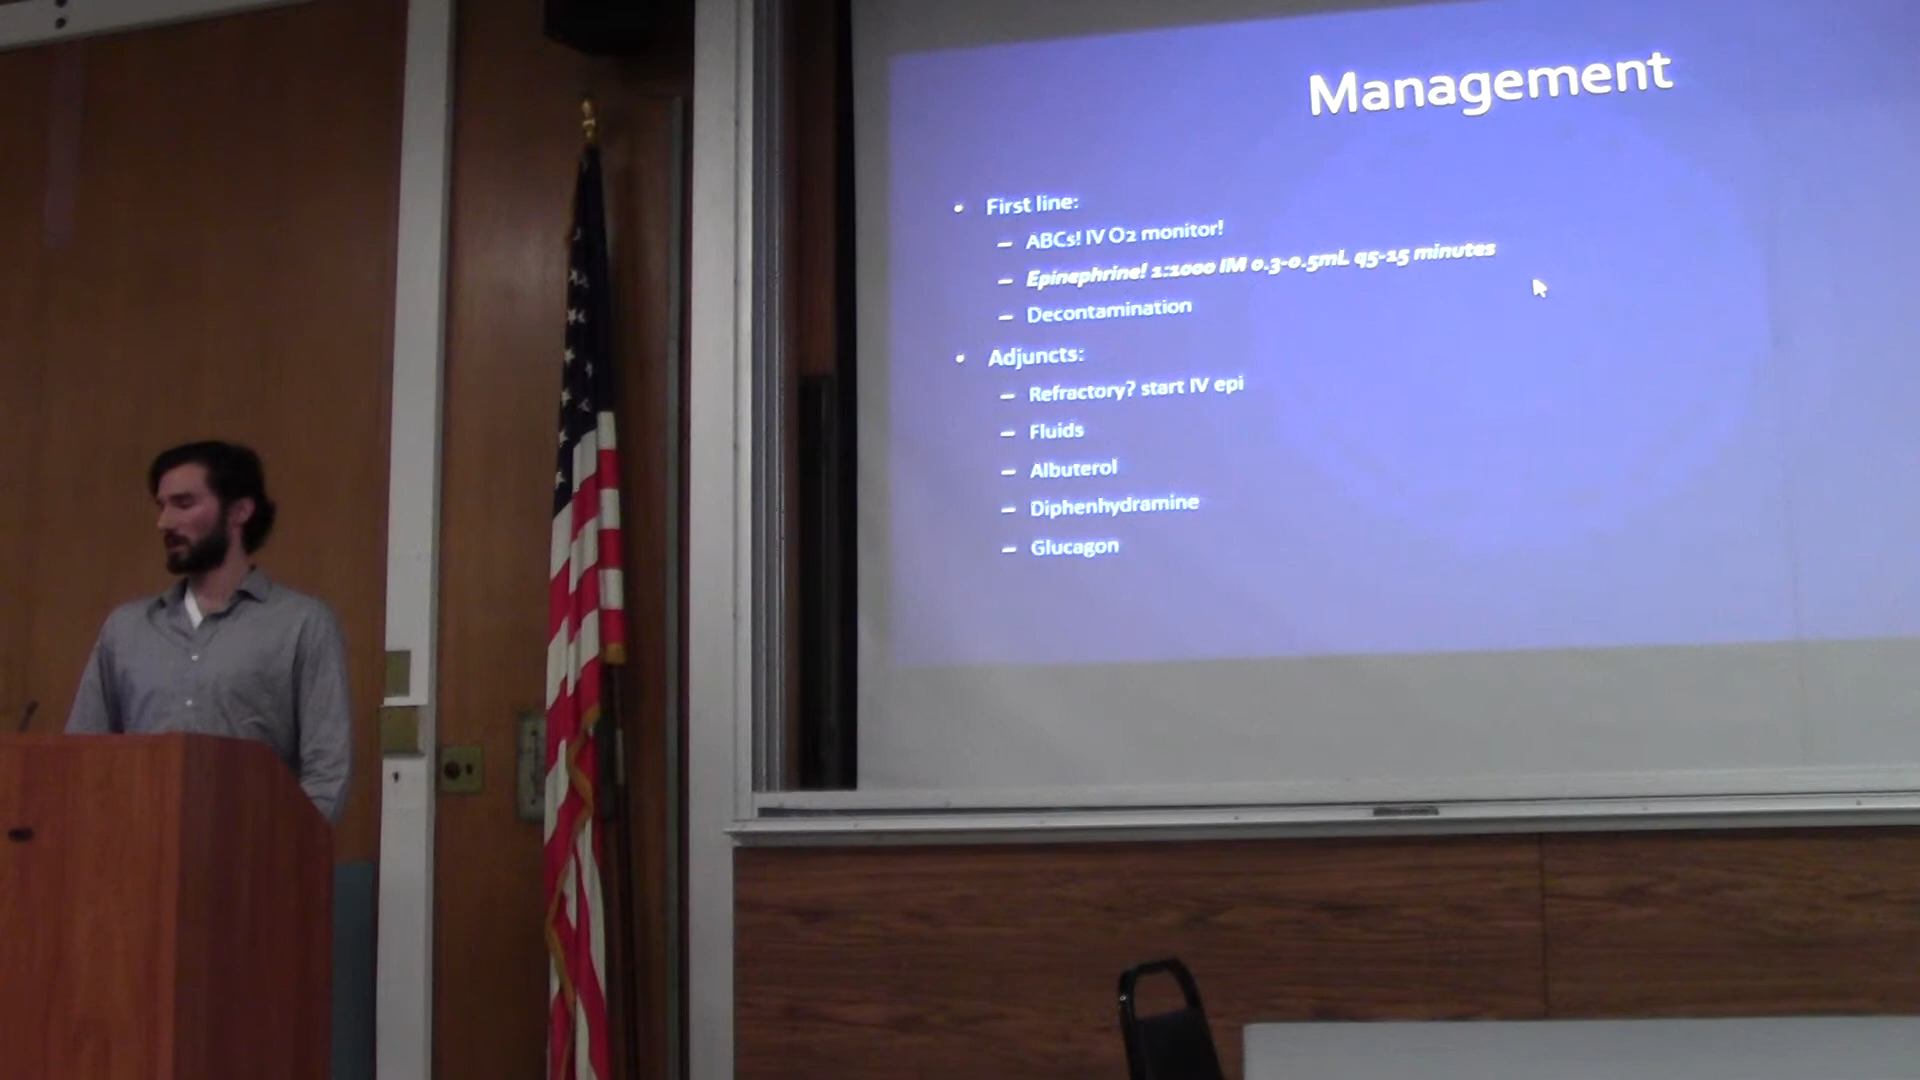 Management
• First line:
– ABCs! IV O2 monitor!
– Epinephrine! 1:1000 IM 0.3-0.5mL q5-15 minutes
– Decontamination
• Adjuncts:
– Refractory? start IV epi
– Fluids
– Albuterol
– Diphenhydramine
– Glucagon